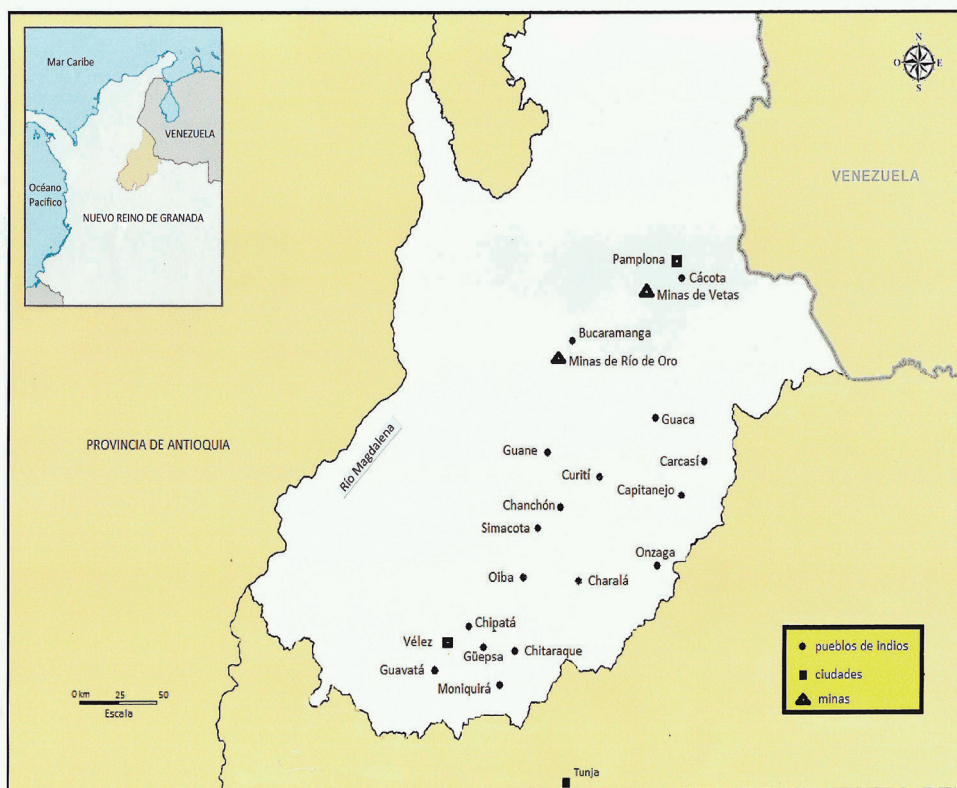 Mar Caribe
VENEZUELA
Océano
Pacífico
NUEVO REINO DE GRANADA
N
O
E
S
VENEZUELA
Pamplona
Cácota
Minas de Vetas
Bucaramanga
Minas de Río de Oro
PROVINCIA DE ANTIOQUIA
Río Magdalena
Guaca
Guane
Carcasí
Curití
Capitanejo
Chanchón
Simacota
Onzaga
Oiba
Charalá
Chipatá
Vélez
Güepsa
Chitaraque
Guavatá
Moniquirá
pueblos de indios
ciudades
minas
0 km 25 50
Escala
Tunja